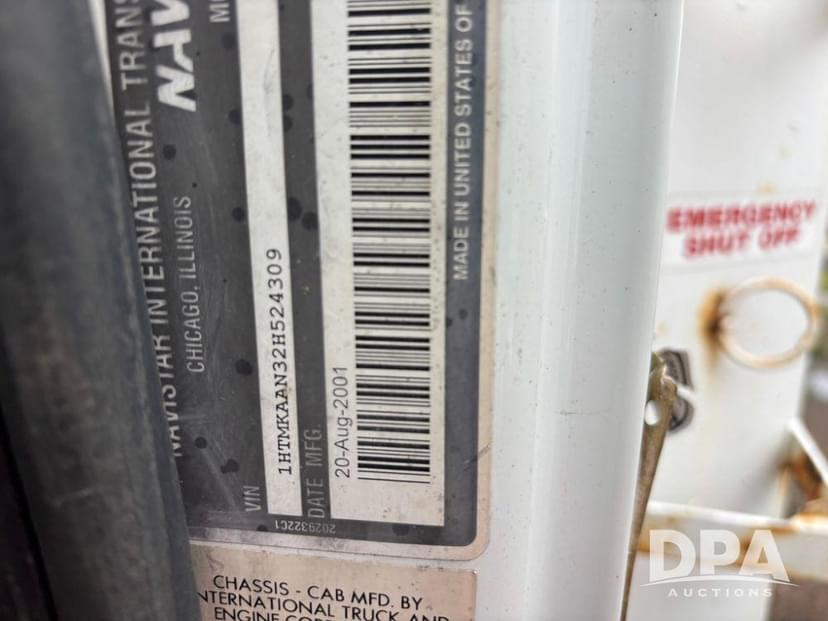 NAVISTAR INTERNATIONAL TRANS
CHICAGO, ILLINOIS
NAV
VIN
1HTMKAAN32H524309
DATE MFG.
20-Aug-2001
MADE IN UNITED STATES OF
2029322C1
CHASSIS - CAB MFD. BY
INTERNATIONAL TRUCK AND
ENGINE CORP
EMERGENCY
SHUT OFF
DPA
AUCTIONS